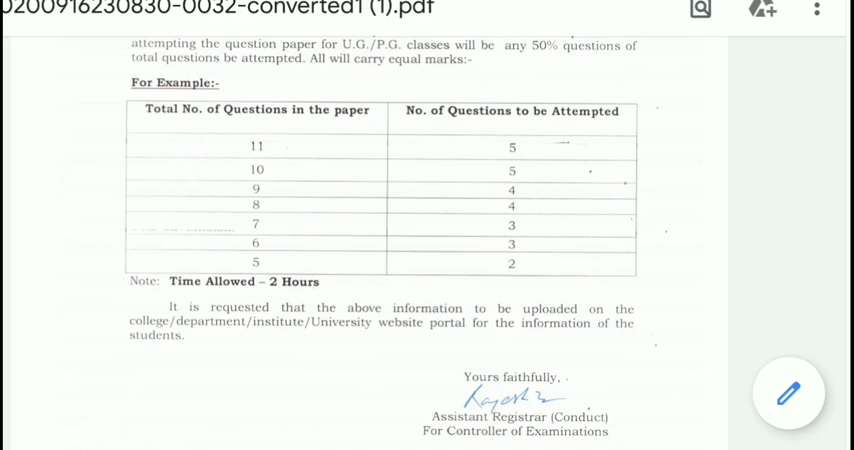 0200916230830-0032-converted1 (1).pdf
attempting the question paper for U.G./P.G. classes will be any 50% questions of
total questions be attempted. All will carry equal marks:-
For Example:-
Total No. of Questions in the paper No. of Questions to be Attempted
11 5
10 5
9 4
8 4
7 3
6 3
5 2
Note: Time Allowed – 2 Hours
It is requested that the above information to be uploaded on the
college/department/institute/University website portal for the information of the
students.
Yours faithfully,
Assistant Registrar (Conduct)
For Controller of Examinations